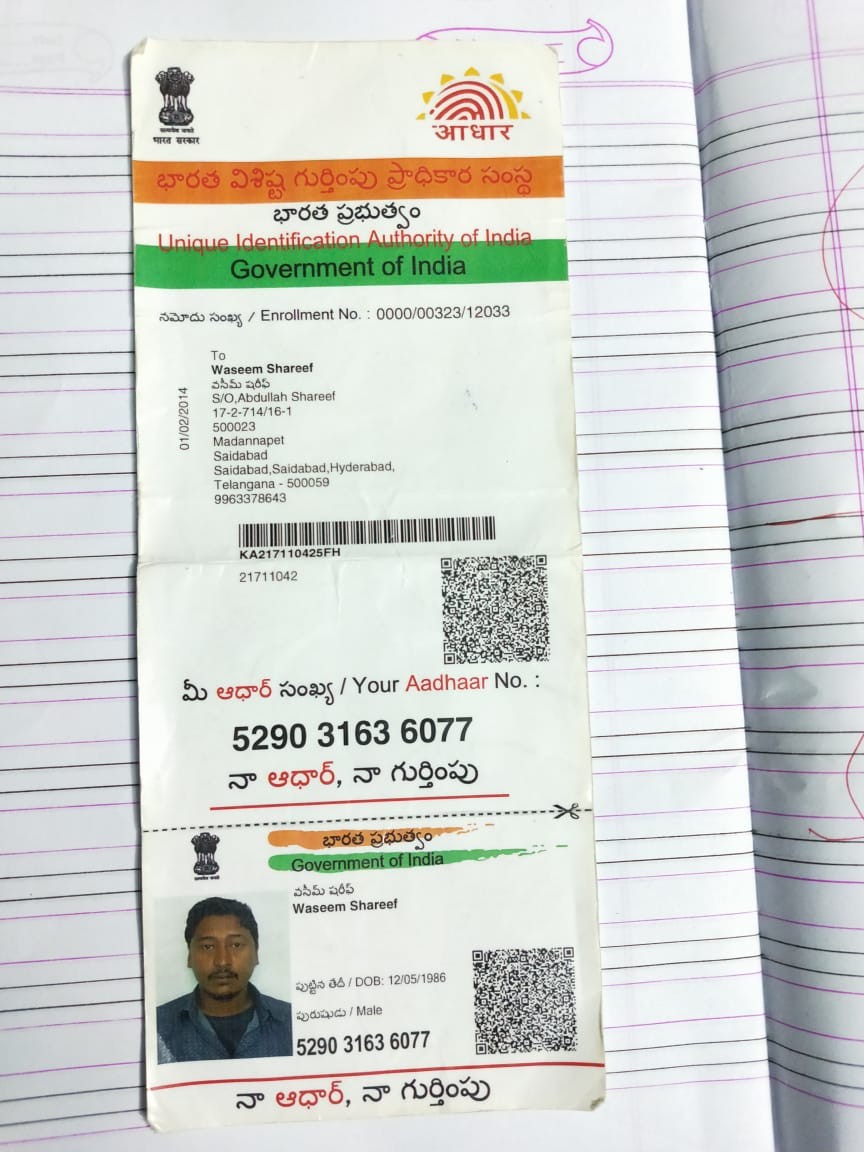 सत्यमेव जयते
भारत सरकार
आधार
భారత విశిష్ట గుర్తింపు ప్రాధికార సంస్థ
భారత ప్రభుత్వం
Unique Identification Authority of India
Government of India
నమోదు సంఖ్య / Enrollment No. : 0000/00323/12033
01/02/2014
To
Waseem Shareef
వసీమ్ షరీఫ్
S/O,Abdullah Shareef
17-2-714/16-1
500023
Madannapet
Saidabad
Saidabad,Saidabad,Hyderabad,
Telangana - 500059
9963378643
KA217110425FH
21711042
మీ ఆధార్ సంఖ్య / Your Aadhaar No. :
5290 3163 6077
నా ఆధార్, నా గుర్తింపు
భారత ప్రభుత్వం
Government of India
వసీమ్ షరీఫ్
Waseem Shareef
పుట్టిన తేదీ / DOB: 12/05/1986
పురుషుడు / Male
5290 3163 6077
నా ఆధార్, నా గుర్తింపు